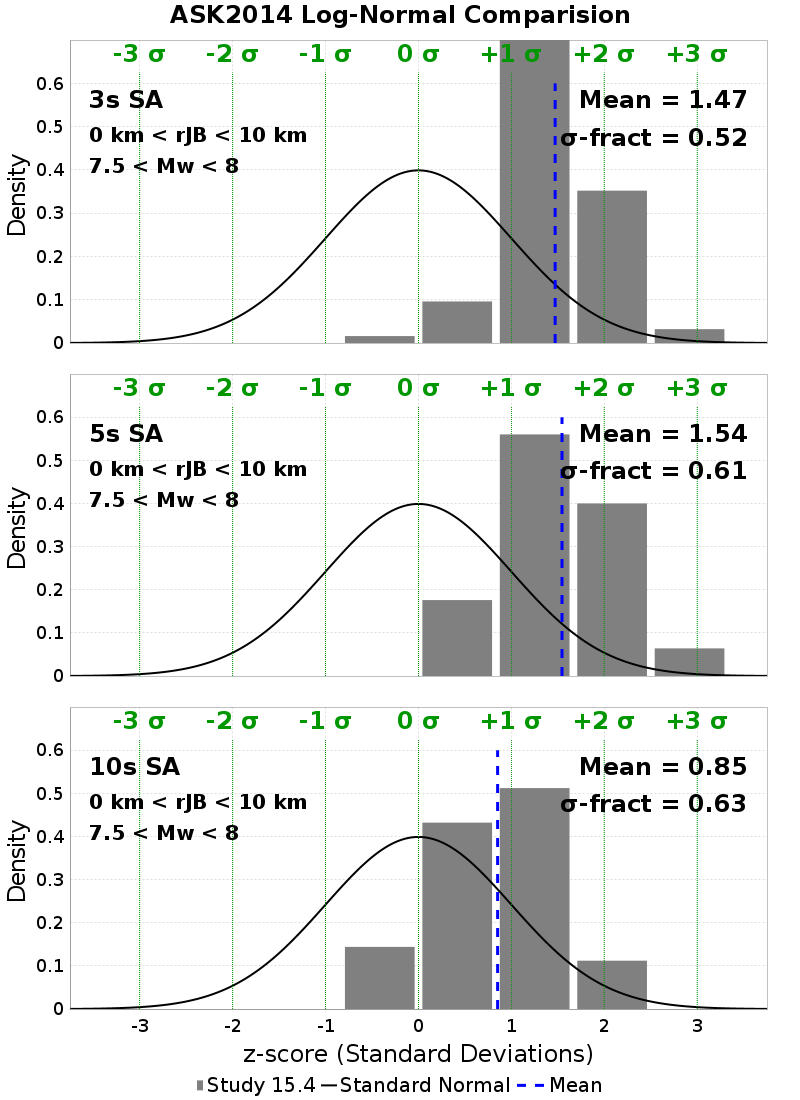 ASK2014 Log-Normal Comparision
-3 σ -2 σ -1 σ 0 σ +1 σ +2 σ +3 σ
3s SA
Mean = 1.47
0 km < rJB < 10 km
σ-fract = 0.52
7.5 < Mw < 8
Density
0.6
0.5
0.4
0.3
0.2
0.1
0
-3 σ -2 σ -1 σ 0 σ +1 σ +2 σ +3 σ
5s SA
Mean = 1.54
0 km < rJB < 10 km
σ-fract = 0.61
7.5 < Mw < 8
Density
0.6
0.5
0.4
0.3
0.2
0.1
0
-3 σ -2 σ -1 σ 0 σ +1 σ +2 σ +3 σ
10s SA
Mean = 0.85
0 km < rJB < 10 km
σ-fract = 0.63
7.5 < Mw < 8
Density
0.6
0.5
0.4
0.3
0.2
0.1
0
-3 -2 -1 0 1 2 3
z-score (Standard Deviations)
Study 15.4 Standard Normal Mean